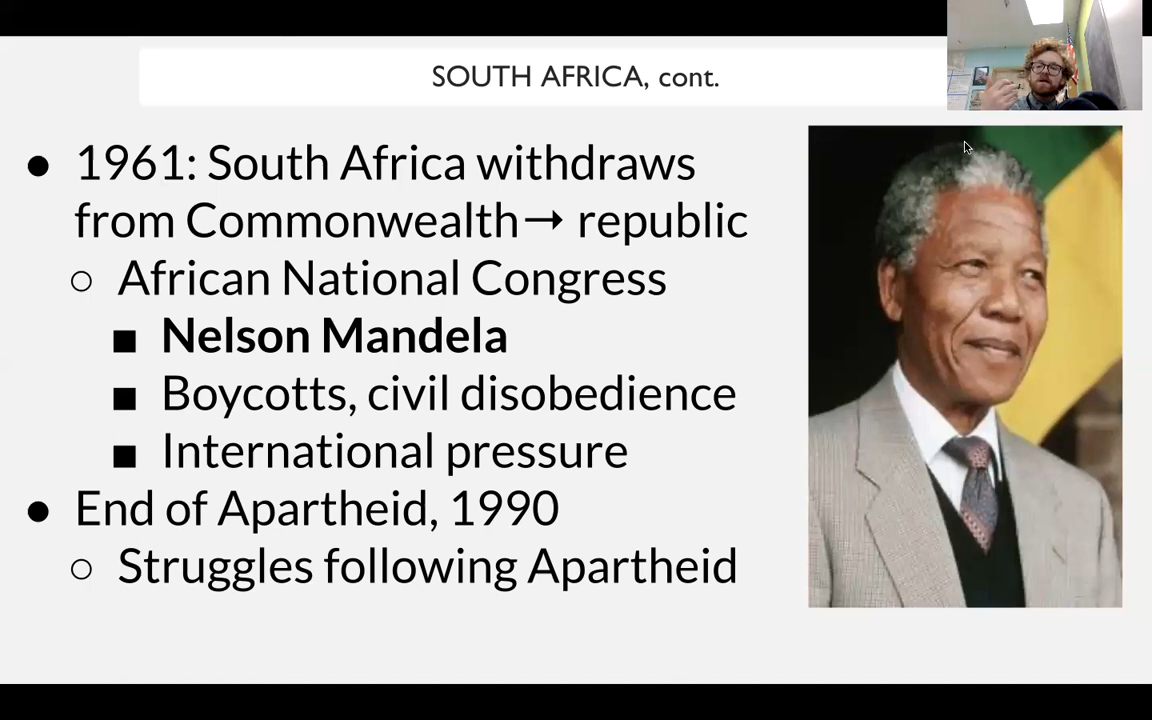 SOUTH AFRICA, cont.
● 1961: South Africa withdraws
from Commonwealth→ republic
○ African National Congress
■ Nelson Mandela
■ Boycotts, civil disobedience
■ International pressure
● End of Apartheid, 1990
○ Struggles following Apartheid